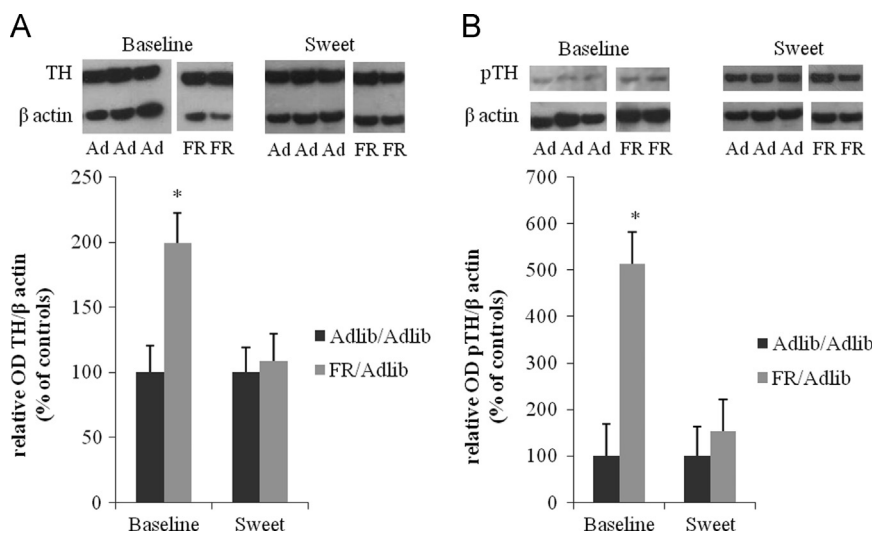 A
Baseline Sweet
TH
β actin
Ad Ad Ad FR FR Ad Ad Ad FR FR
relative OD TH/β actin
(% of controls)
250
200
150
100
50
0
*
Adlib/Adlib
FR/Adlib
Baseline Sweet
B
Baseline Sweet
pTH
β actin
Ad Ad Ad FR FR Ad Ad Ad FR FR
relative OD pTH/β actin
(% of controls)
700
600
500
400
300
200
100
0
*
Adlib/Adlib
FR/Adlib
Baseline Sweet